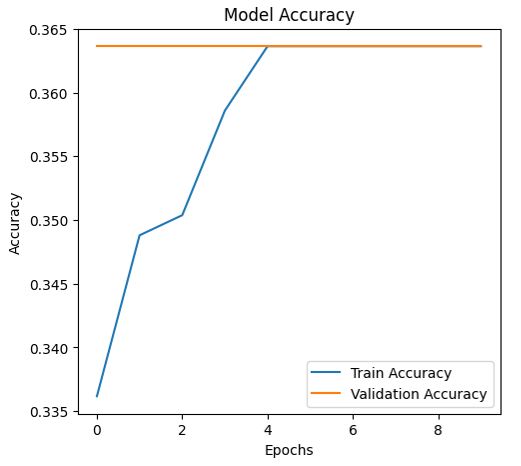 Model Accuracy
0.365
0.360
0.355
0.350
0.345
0.340
0.335
Accuracy
0 2 4 6 8
Epochs
Train Accuracy
Validation Accuracy